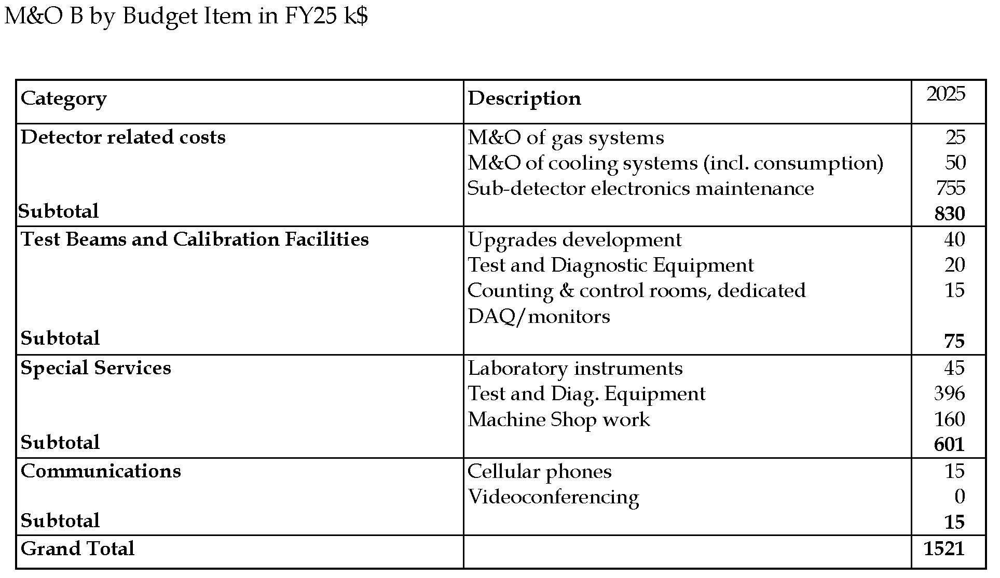 M&O B by Budget Item in FY25 k$
Category Description 2025
Detector related costs M&O of gas systems 25
M&O of cooling systems (incl. consumption) 50
Sub-detector electronics maintenance 755
Subtotal 830
Test Beams and Calibration Facilities Upgrades development 40
Test and Diagnostic Equipment 20
Counting & control rooms, dedicated 15
DAQ/monitors
Subtotal 75
Special Services Laboratory instruments 45
Test and Diag. Equipment 396
Machine Shop work 160
Subtotal 601
Communications Cellular phones 15
Videoconferencing 0
Subtotal 15
Grand Total 1521